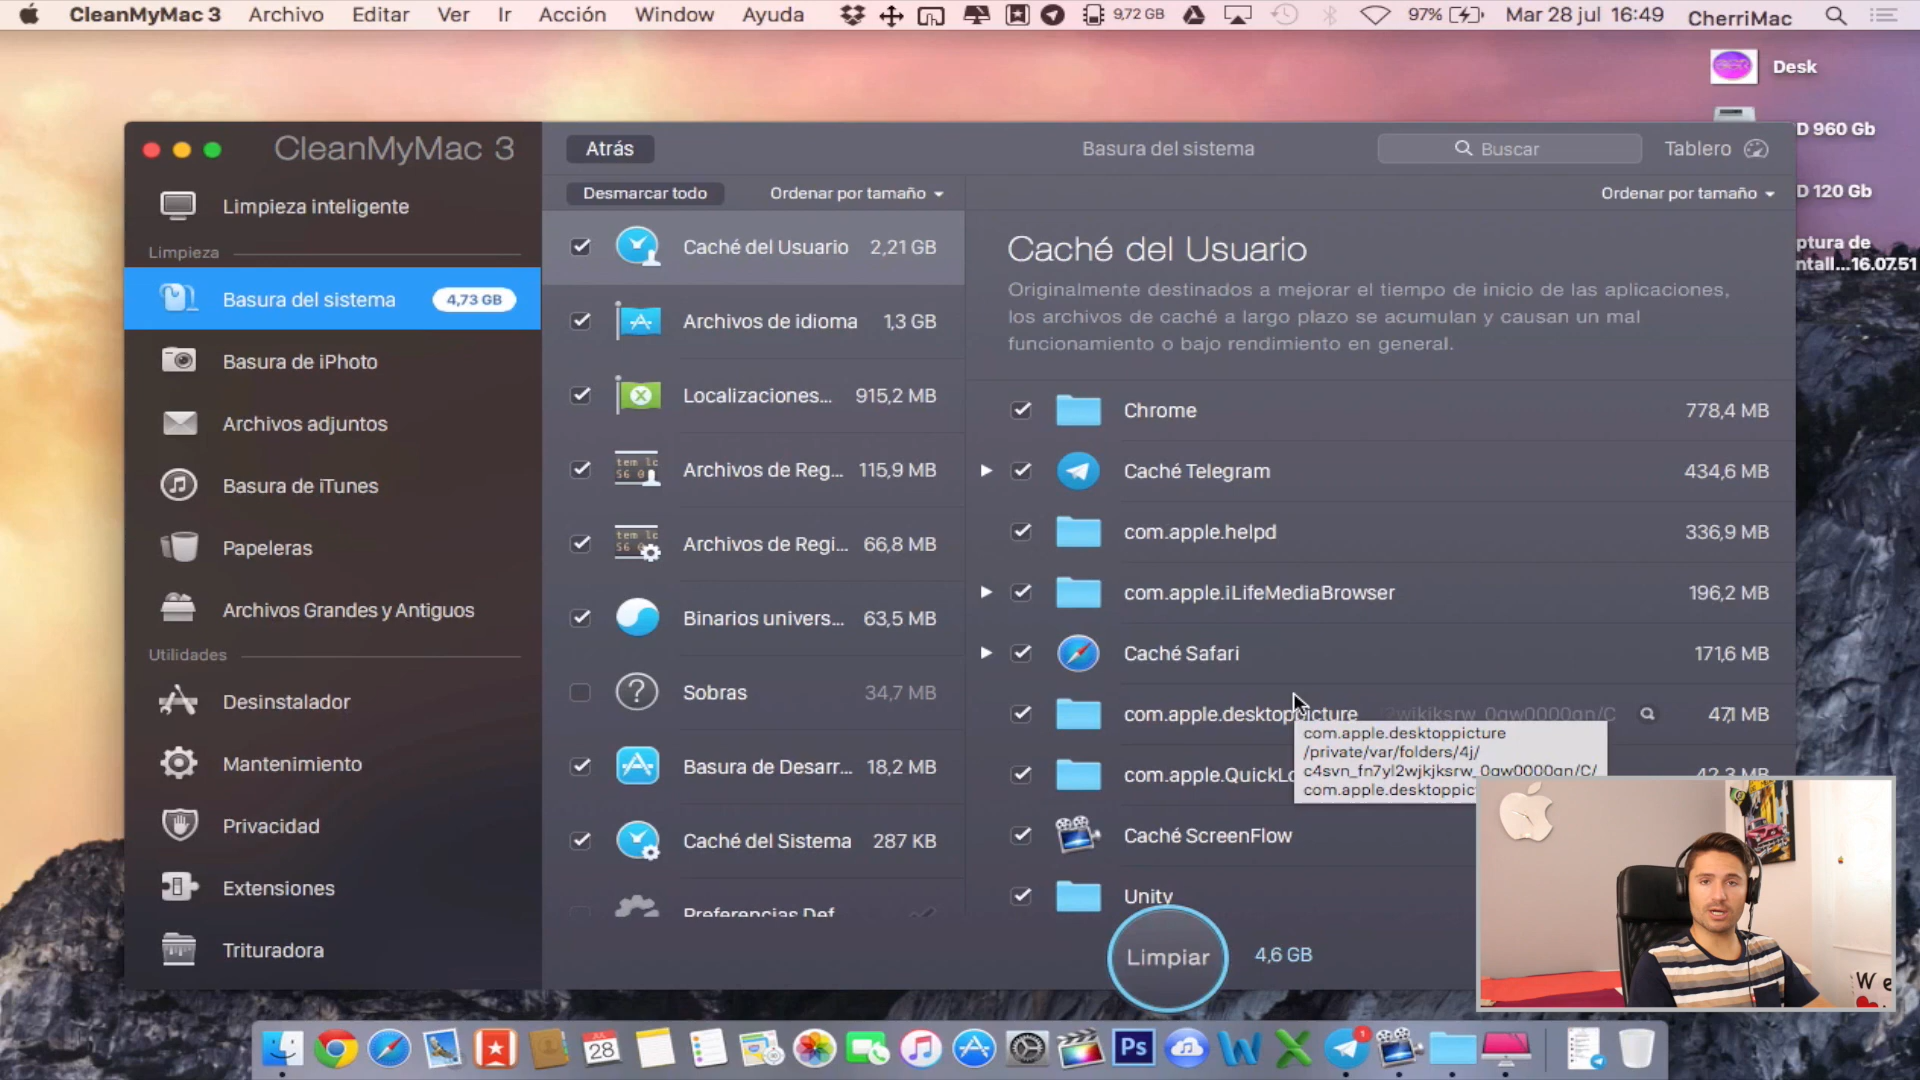 CleanMyMac 3 Archivo Editar Ver Ir Acción Window Ayuda 9,72 GB 97% Mar 28 jul 16:49 CherriMac
Desk
D 960 Gb
D 120 Gb
ptura de
ntall...16.07.51
CleanMyMac 3
Limpieza inteligente
Limpieza
Basura del sistema 4,73 GB
Basura de iPhoto
Archivos adjuntos
Basura de iTunes
Papeleras
Archivos Grandes y Antiguos
Utilidades
Desinstalador
Mantenimiento
Privacidad
Extensiones
Trituradora
Atrás Basura del sistema Buscar Tablero
Desmarcar todo Ordenar por tamaño Ordenar por tamaño
Caché del Usuario 2,21 GB
Archivos de idioma 1,3 GB
Localizaciones... 915,2 MB
Archivos de Reg... 115,9 MB
Archivos de Regi... 66,8 MB
Binarios univers... 63,5 MB
Sobras 34,7 MB
Basura de Desarr... 18,2 MB
Caché del Sistema 287 KB
Preferencias Def
Caché del Usuario
Originalmente destinados a mejorar el tiempo de inicio de las aplicaciones,
los archivos de caché a largo plazo se acumulan y causan un mal
funcionamiento o bajo rendimiento en general.
Chrome 778,4 MB
Caché Telegram 434,6 MB
com.apple.helpd 336,9 MB
com.apple.iLifeMediaBrowser 196,2 MB
Caché Safari 171,6 MB
com.apple.desktoppicture 47,1 MB
com.apple.desktoppicture
/private/var/folders/4j/
com.apple.QuickLo 42,3 MB
Caché ScreenFlow
Unity
Limpiar 4,6 GB
We
JUL
28
Ps
1